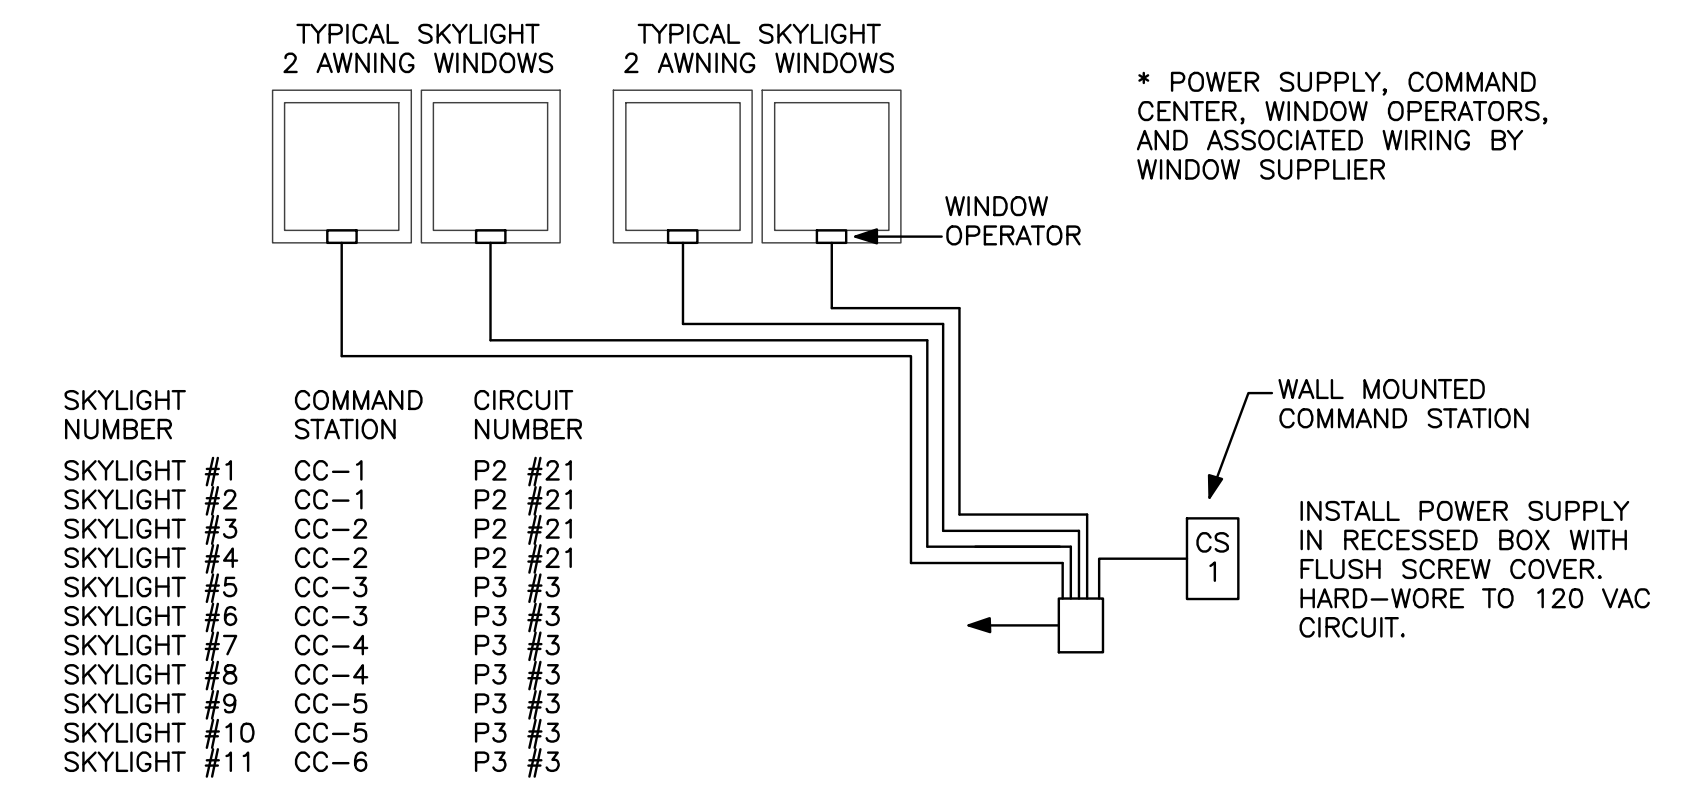 TYPICAL SKYLIGHT
2 AWNING WINDOWS
TYPICAL SKYLIGHT
2 AWNING WINDOWS
* POWER SUPPLY, COMMAND
CENTER, WINDOW OPERATORS,
AND ASSOCIATED WIRING BY
WINDOW SUPPLIER
WINDOW
OPERATOR
WALL MOUNTED
COMMAND STATION
CS
1
INSTALL POWER SUPPLY
IN RECESSED BOX WITH
FLUSH SCREW COVER.
HARD-WORE TO 120 VAC
CIRCUIT.
SKYLIGHT COMMAND CIRCUIT
NUMBER STATION NUMBER
SKYLIGHT #1 CC-1 P2 #21
SKYLIGHT #2 CC-1 P2 #21
SKYLIGHT #3 CC-2 P2 #21
SKYLIGHT #4 CC-2 P2 #21
SKYLIGHT #5 CC-3 P3 #3
SKYLIGHT #6 CC-3 P3 #3
SKYLIGHT #7 CC-4 P3 #3
SKYLIGHT #8 CC-4 P3 #3
SKYLIGHT #9 CC-5 P3 #3
SKYLIGHT #10 CC-5 P3 #3
SKYLIGHT #11 CC-6 P3 #3